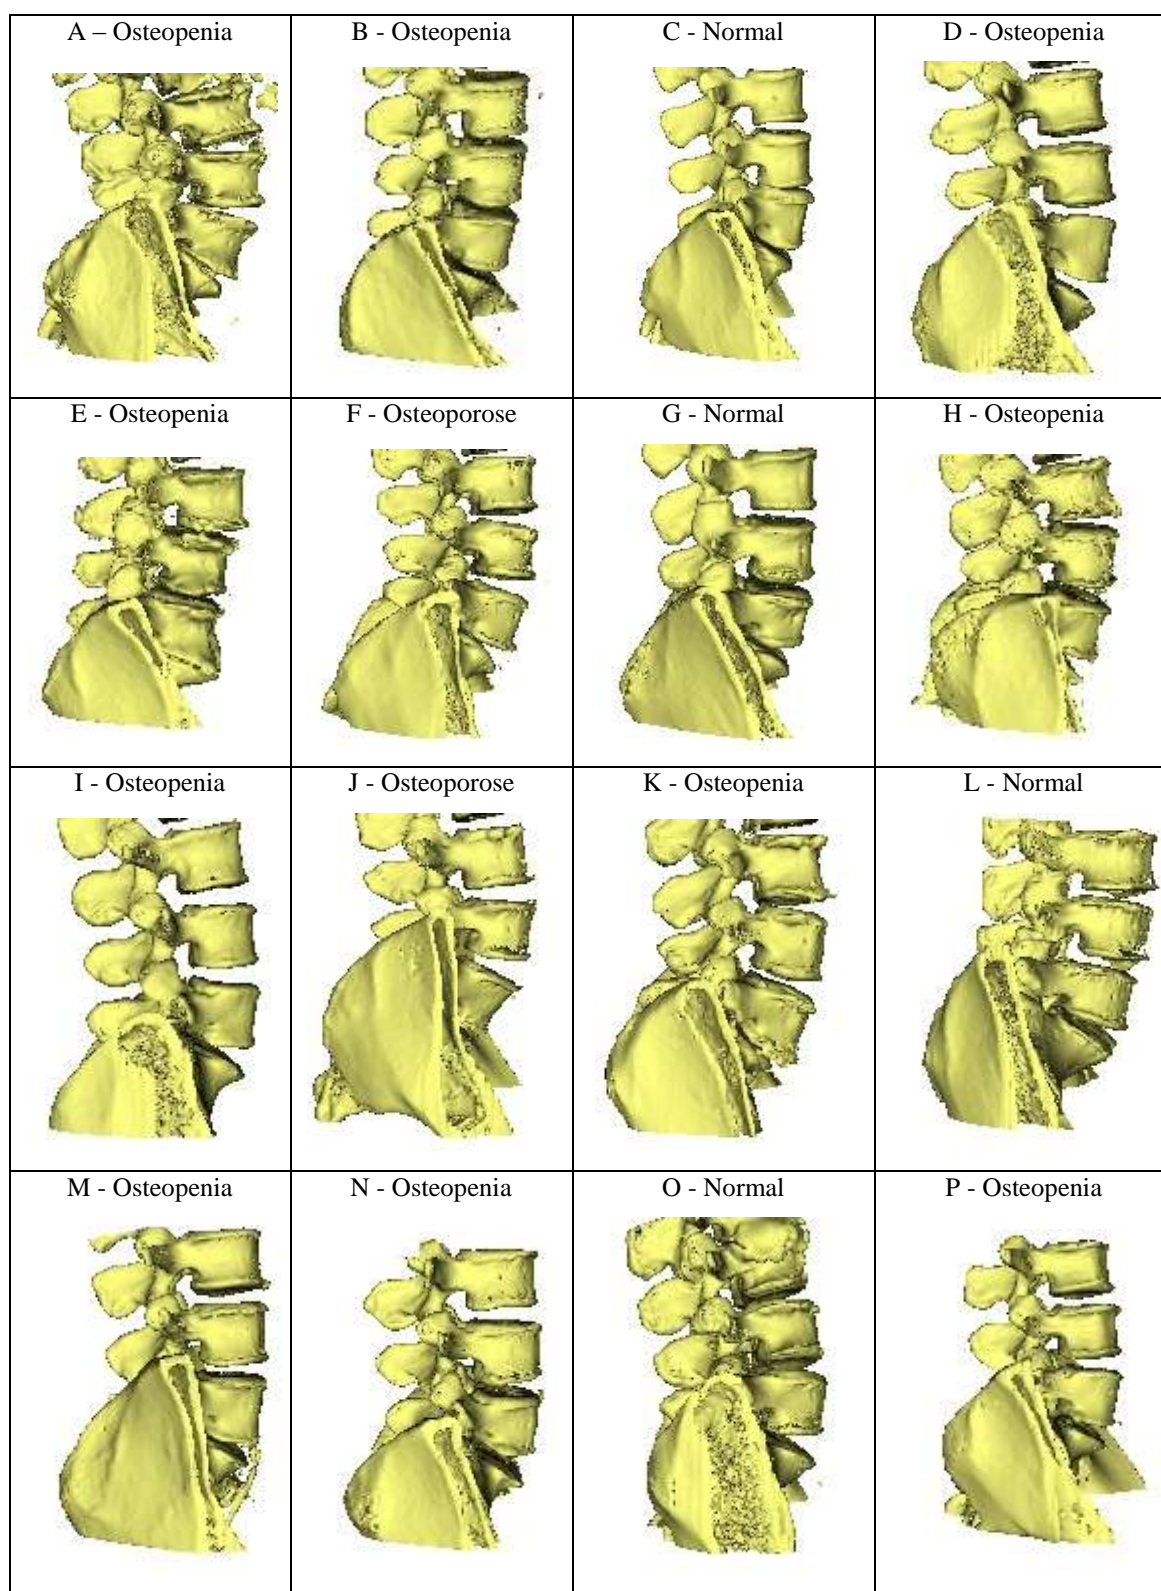 A – Osteopenia
B - Osteopenia
C - Normal
D - Osteopenia
E - Osteopenia
F - Osteoporose
G - Normal
H - Osteopenia
I - Osteopenia
J - Osteoporose
K - Osteopenia
L - Normal
M - Osteopenia
N - Osteopenia
O - Normal
P - Osteopenia